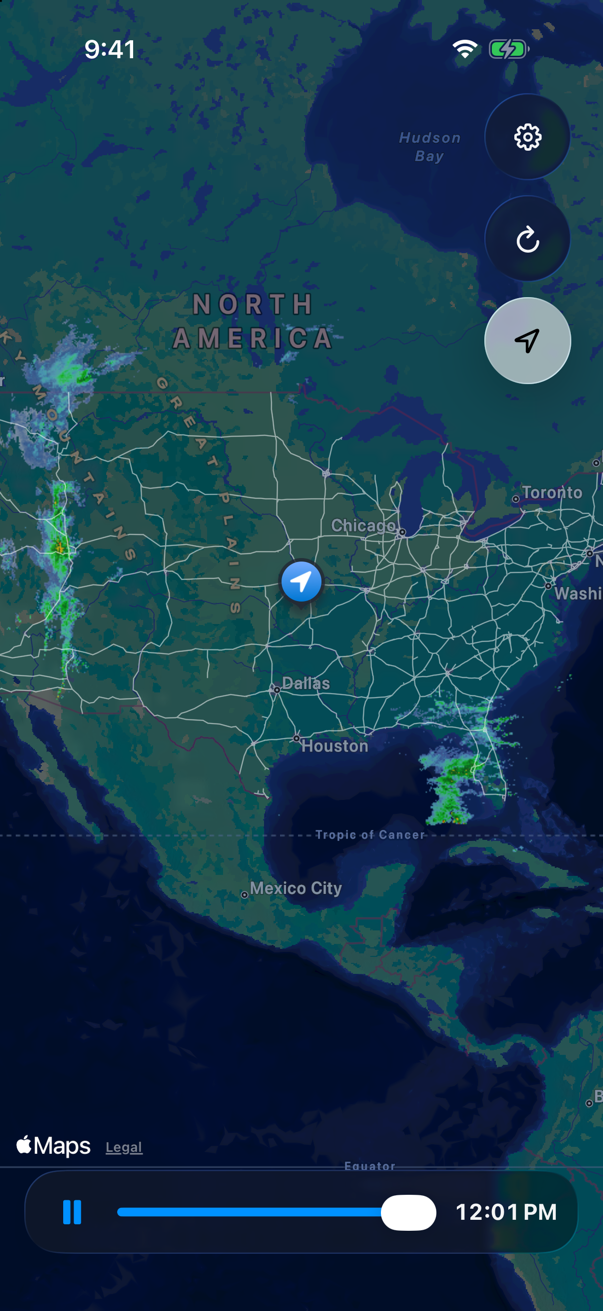 9:41
Hudson
Bay
NORTH
AMERICA
GREAT PLAINS
MOUNTAINS
Toronto
Chicago
Dallas
Houston
Tropic of Cancer
Mexico City
Maps Legal
Equator
12:01 PM